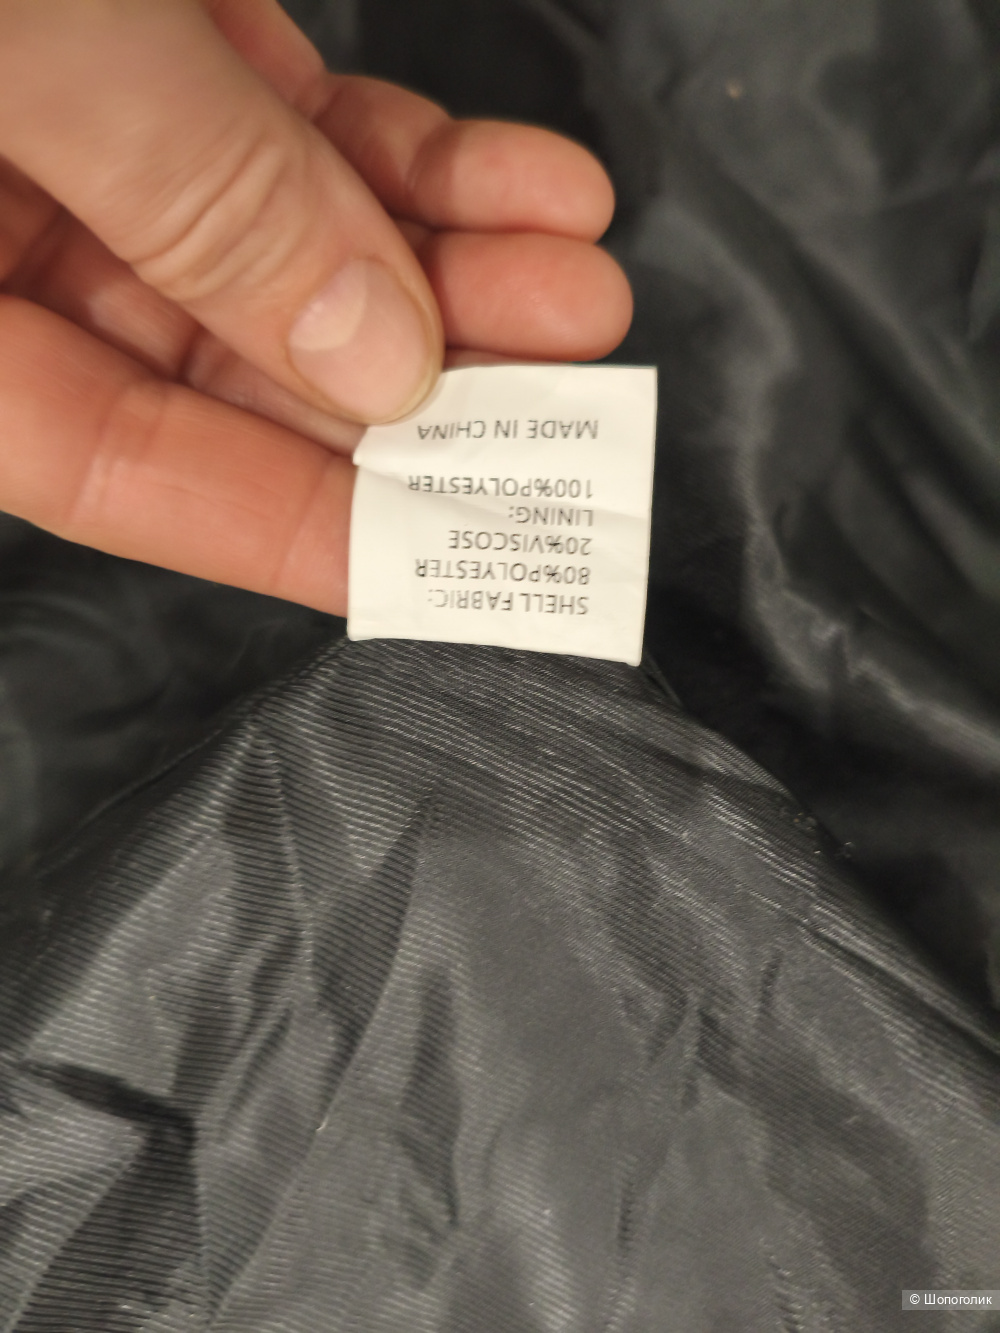 SHELL FABRIC:
80%POLYESTER
20%VISCOSE
LINING:
100%POLYESTER
MADE IN CHINA
© Шопоголик